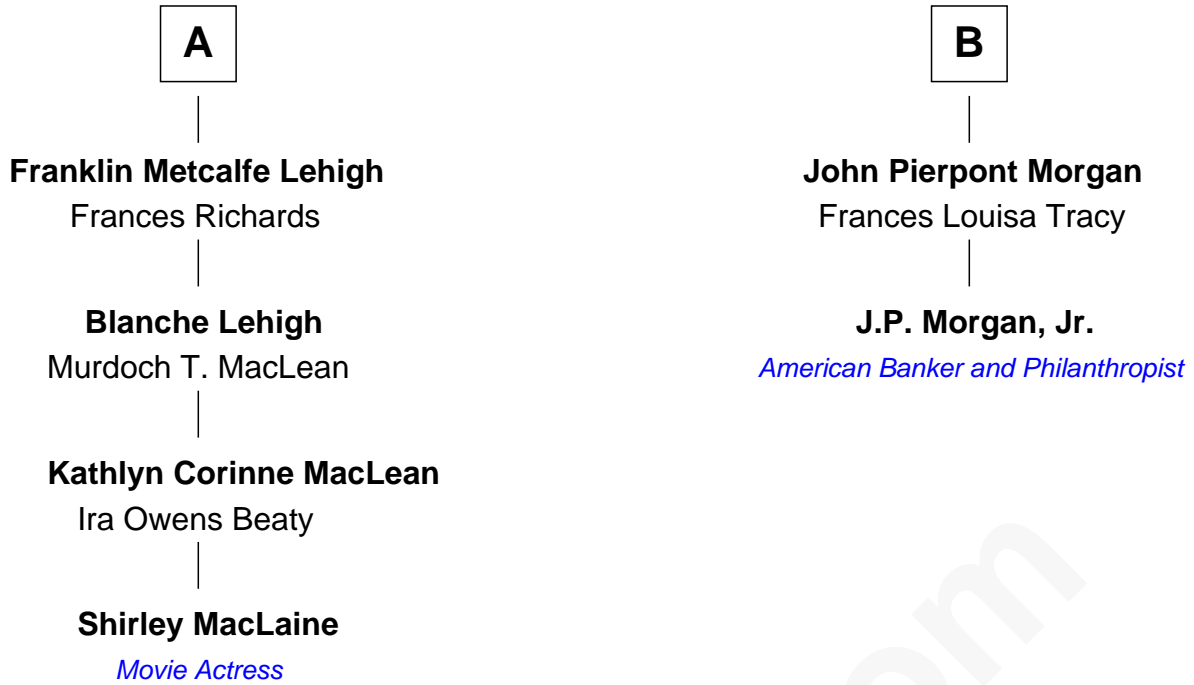 A
Franklin Metcalfe Lehigh
Frances Richards
Blanche Lehigh
Murdoch T. MacLean
Kathlyn Corinne MacLean
Ira Owens Beaty
Shirley MacLaine
Movie Actress
B
John Pierpont Morgan
Frances Louisa Tracy
J.P. Morgan, Jr.
American Banker and Philanthropist
om